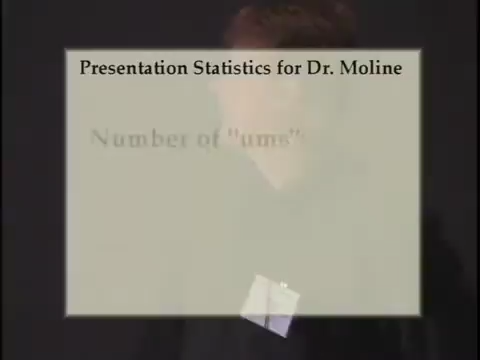 Presentation Statistics for Dr. Moline
Number of "ums"